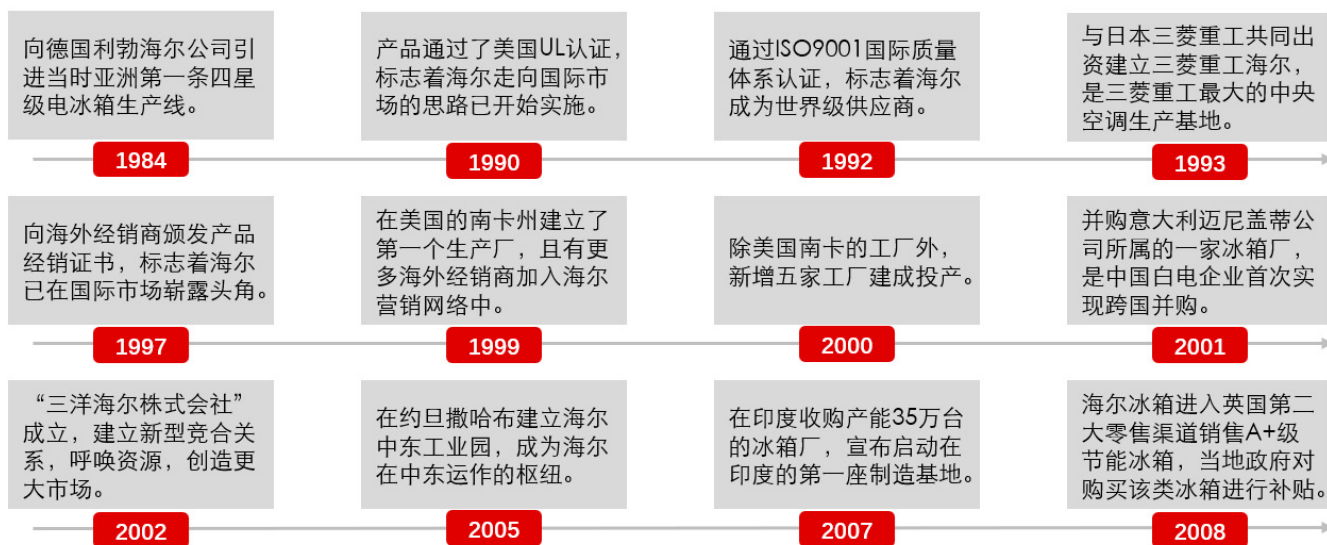 向德国利勃海尔公司引
进当时亚洲第一条四星
级电冰箱生产线。
1984
产品通过了美国UL认证,
标志着海尔走向国际市
场的思路已开始实施。
1990
通过ISO9001国际质量
体系认证,标志着海尔
成为世界级供应商。
1992
与日本三菱重工共同出
资建立三菱重工海尔,
是三菱重工最大的中央
空调生产基地。
1993
向海外经销商颁发产品
经销证书,标志着海尔
已在国际市场崭露头角。
1997
在美国的南卡州建立了
第一个生产厂,且有更
多海外经销商加入海尔
营销网络中。
1999
除美国南卡的工厂外,
新增五家工厂建成投产。
2000
并购意大利迈尼盖蒂公
司所属的一家冰箱厂,
是中国白电企业首次实
现跨国并购。
2001
“三洋海尔株式会社”
成立,建立新型竞合关
系,呼唤资源,创造更
大市场。
2002
在约旦撒哈布建立海尔
中东工业园,成为海尔
在中东运作的枢纽。
2005
在印度收购产能35万台
的冰箱厂,宣布启动在
印度的第一座制造基地。
2007
海尔冰箱进入英国第二
大零售渠道销售A+级
节能冰箱,当地政府对
购买该类冰箱进行补贴。
2008